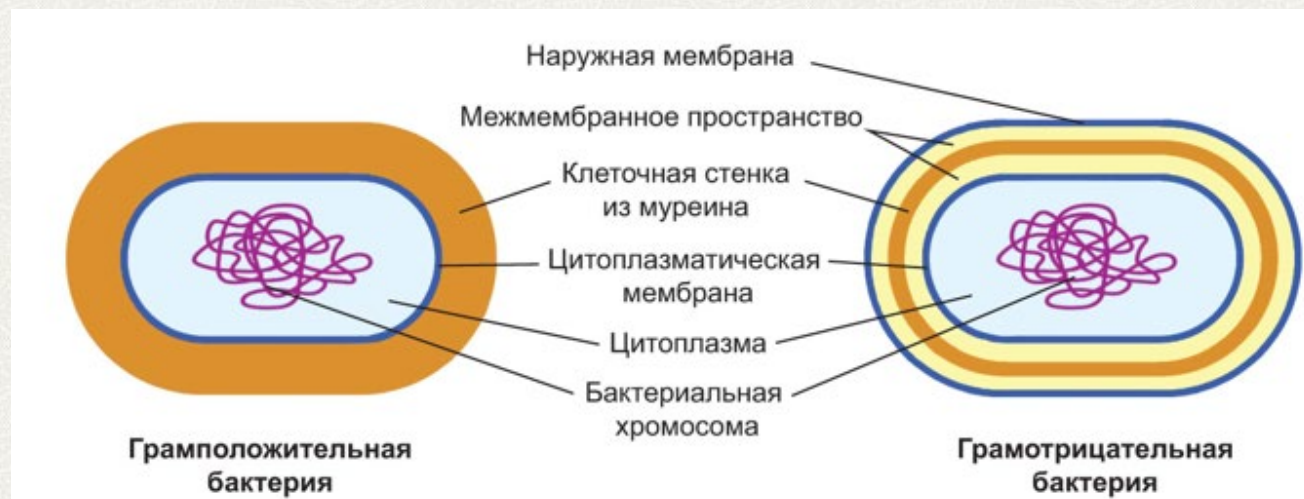 Наружная мембрана
Межмембранное пространство
Клеточная стенка
из муреина
Цитоплазматическая
мембрана
Цитоплазма
Бактериальная
хромосома
Грамположительная
бактерия
Грамотрицательная
бактерия